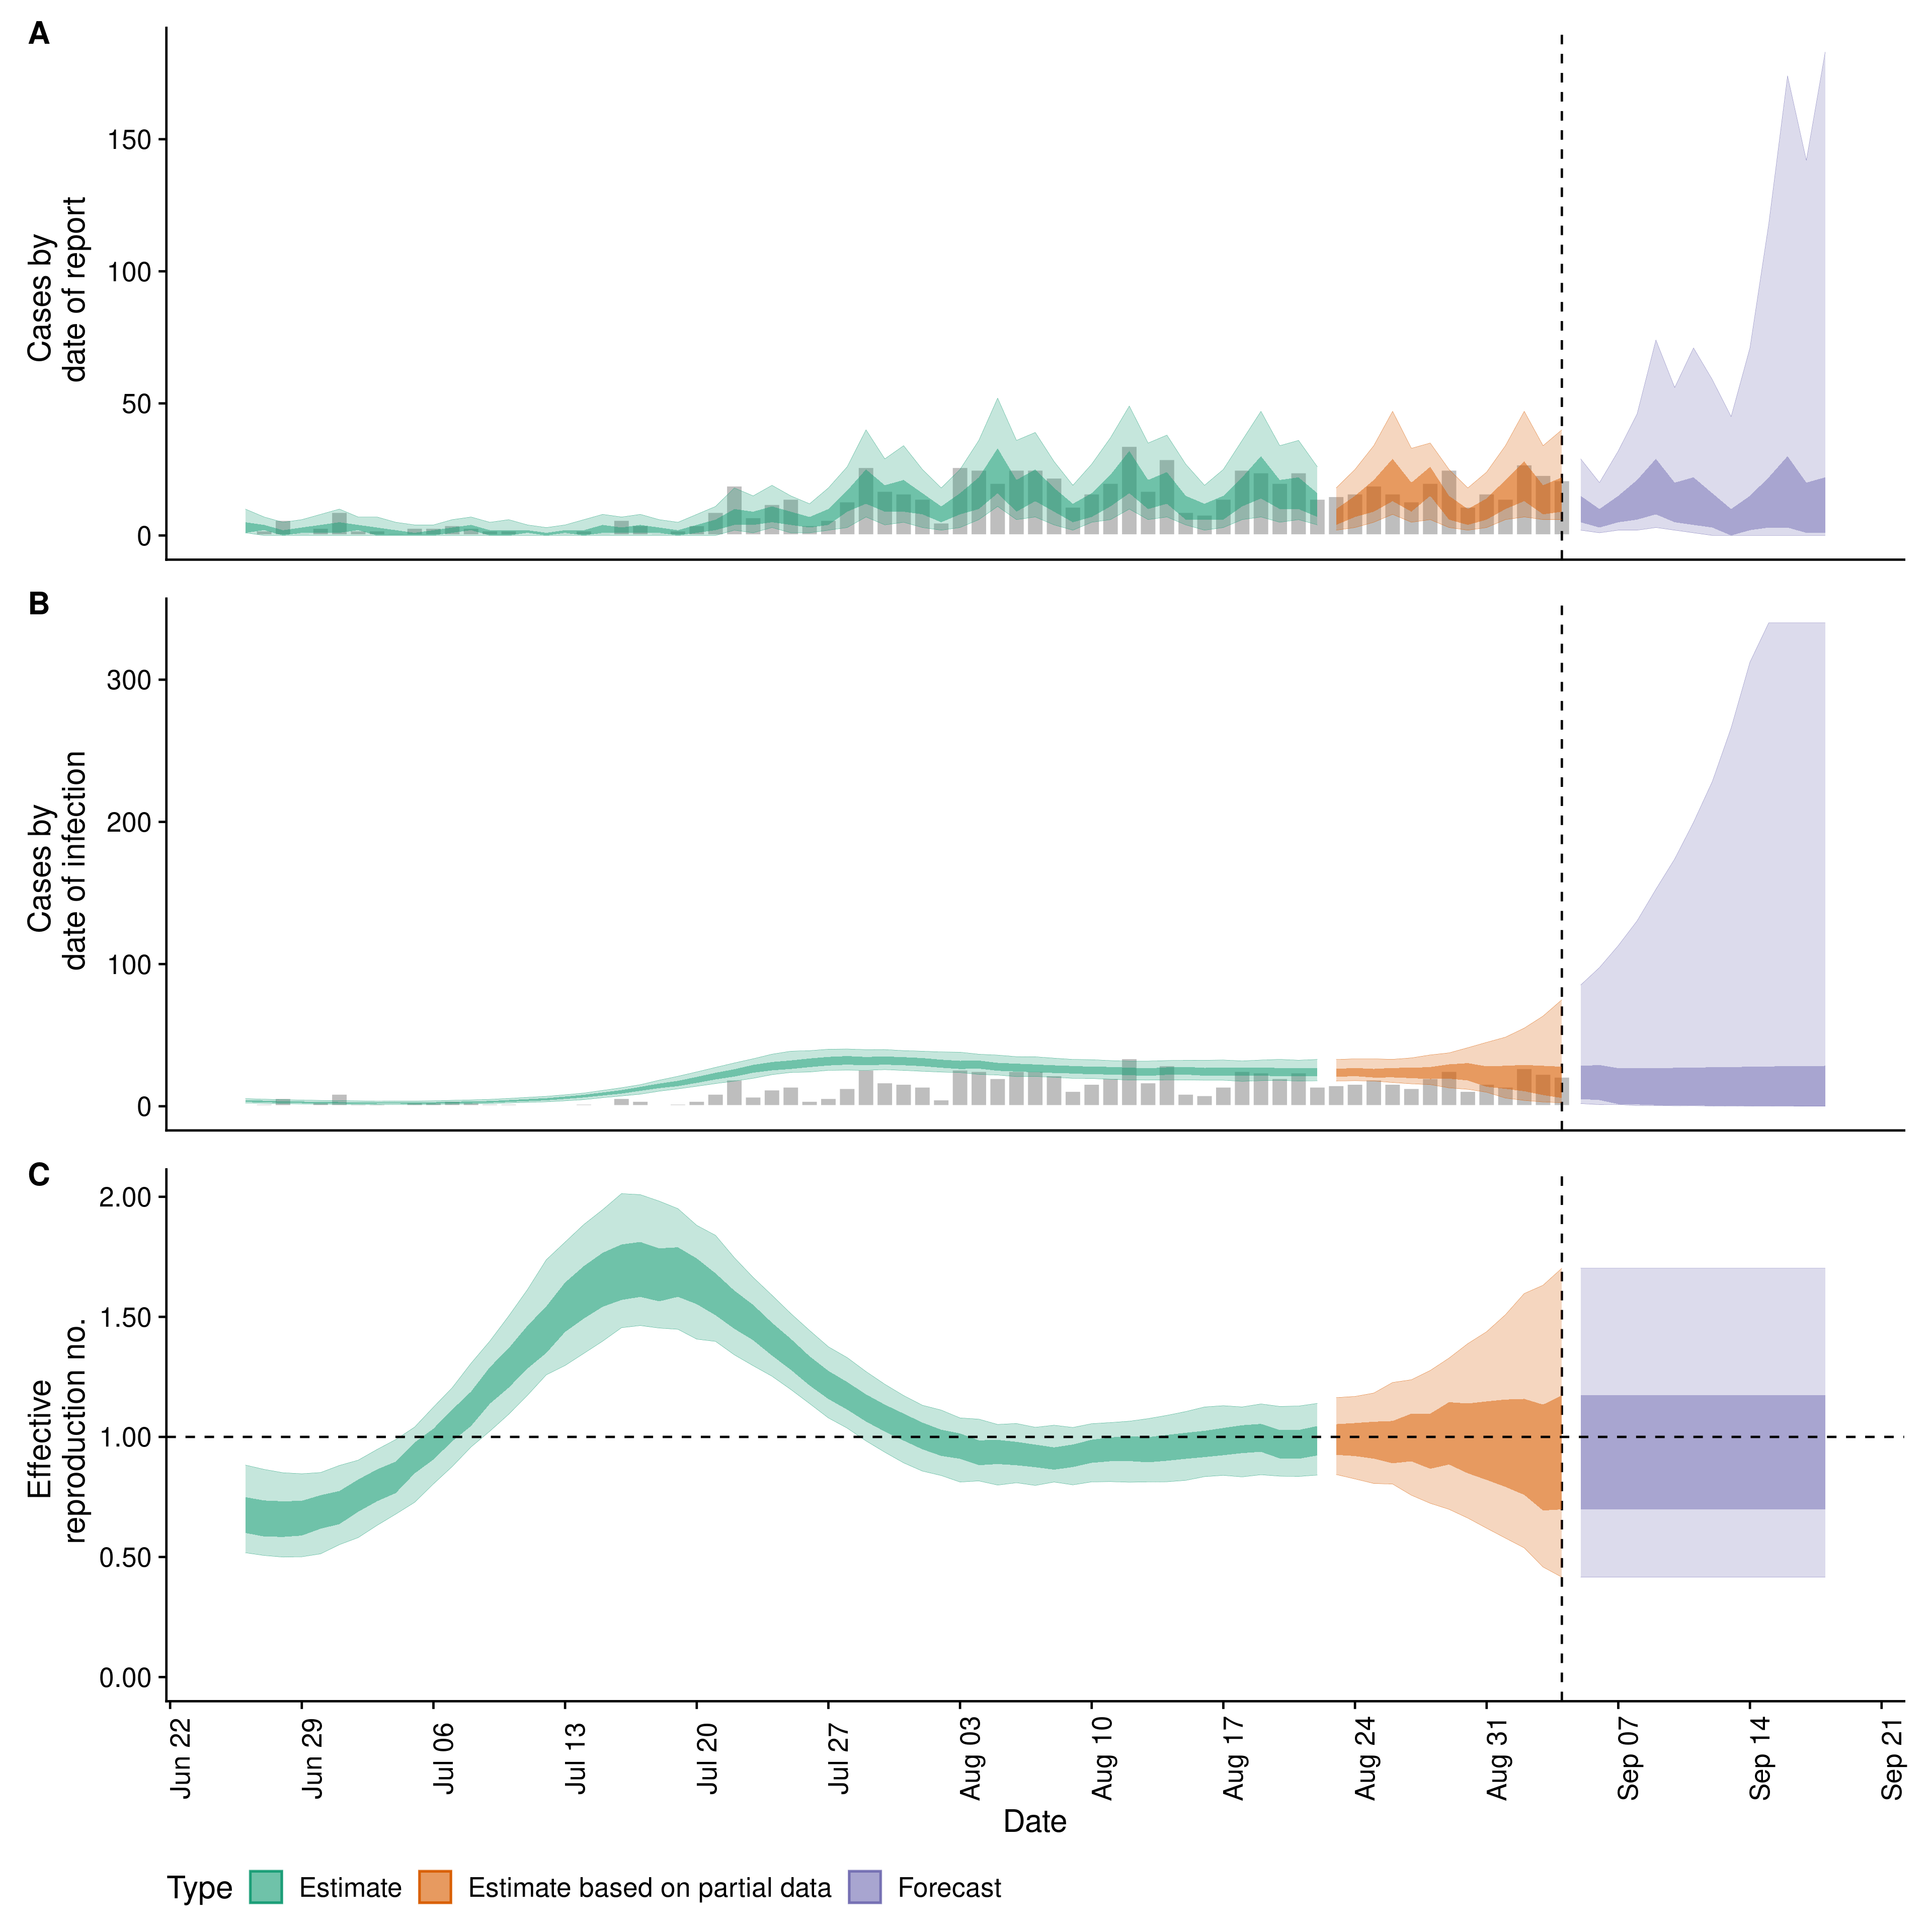 A
150
100
50
0
Cases by
date of report
B
300
200
100
0
Cases by
date of infection
C
2.00
1.50
1.00
0.50
0.00
Effective
reproduction no.
Jun 22
Jun 29
Jul 06
Jul 13
Jul 20
Jul 27
Aug 03
Aug 10
Aug 17
Aug 24
Aug 31
Sep 07
Sep 14
Sep 21
Date
Type Estimate Estimate based on partial data Forecast